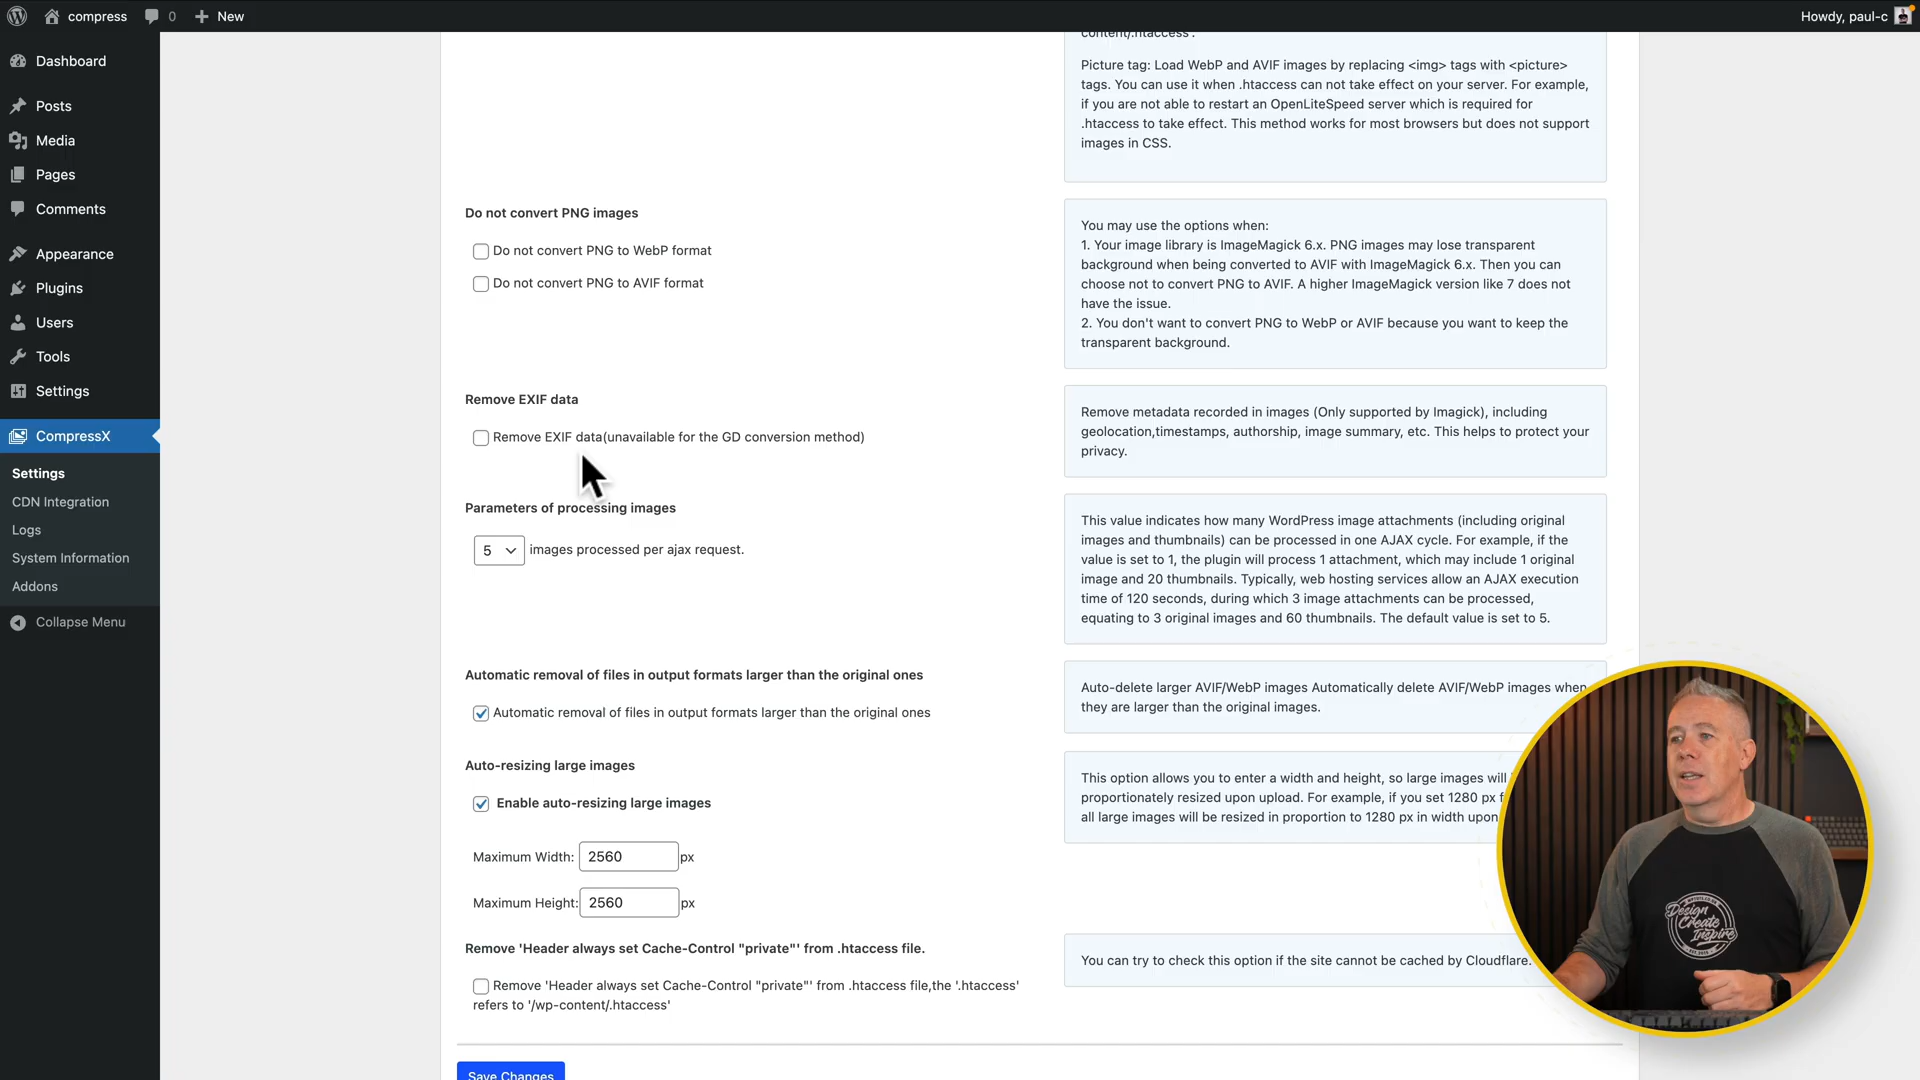 compress
0
New
Howdy, paul-c
Dashboard
Posts
Media
Pages
Comments
Appearance
Plugins
Users
Tools
Settings
CompressX
Settings
CDN Integration
Logs
System Information
Addons
Collapse Menu
content/.htaccess'.
Picture tag: Load WebP and AVIF images by replacing <img> tags with <picture>
tags. You can use it when .htaccess can not take effect on your server. For example,
if you are not able to restart an OpenLiteSpeed server which is required for
.htaccess to take effect. This method works for most browsers but does not support
images in CSS.
Do not convert PNG images
Do not convert PNG to WebP format
Do not convert PNG to AVIF format
You may use the options when:
1. Your image library is ImageMagick 6.x. PNG images may lose transparent
background when being converted to AVIF with ImageMagick 6.x. Then you can
choose not to convert PNG to AVIF. A higher ImageMagick version like 7 does not
have the issue.
2. You don't want to convert PNG to WebP or AVIF because you want to keep the
transparent background.
Remove EXIF data
Remove EXIF data(unavailable for the GD conversion method)
Remove metadata recorded in images (Only supported by Imagick), including
geolocation,timestamps, authorship, image summary, etc. This helps to protect your
privacy.
Parameters of processing images
5 images processed per ajax request.
This value indicates how many WordPress image attachments (including original
images and thumbnails) can be processed in one AJAX cycle. For example, if the
value is set to 1, the plugin will process 1 attachment, which may include 1 original
image and 20 thumbnails. Typically, web hosting services allow an AJAX execution
time of 120 seconds, during which 3 image attachments can be processed,
equating to 3 original images and 60 thumbnails. The default value is set to 5.
Automatic removal of files in output formats larger than the original ones
Automatic removal of files in output formats larger than the original ones
Auto-delete larger AVIF/WebP images Automatically delete AVIF/WebP images when
they are larger than the original images.
Auto-resizing large images
Enable auto-resizing large images
Maximum Width: 2560 px
Maximum Height: 2560 px
This option allows you to enter a width and height, so large images will
proportionately resized upon upload. For example, if you set 1280 px
all large images will be resized in proportion to 1280 px in width upon
Remove 'Header always set Cache-Control "private"' from .htaccess file.
Remove 'Header always set Cache-Control "private"' from .htaccess file,the '.htaccess'
refers to '/wp-content/.htaccess'
You can try to check this option if the site cannot be cached by Cloudflare.
Save Changes
Design
Create
Inspire